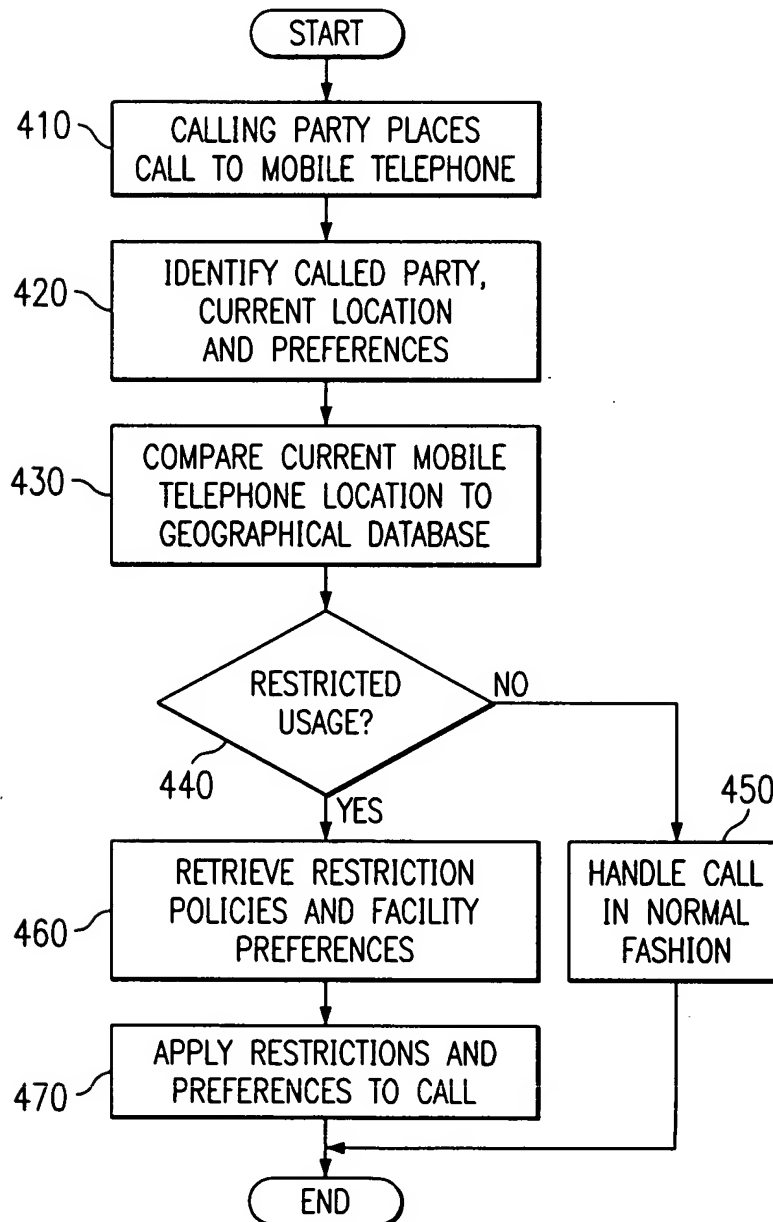 START
410
CALLING PARTY PLACES
CALL TO MOBILE TELEPHONE
420
IDENTIFY CALLED PARTY,
CURRENT LOCATION
AND PREFERENCES
430
COMPARE CURRENT MOBILE
TELEPHONE LOCATION TO
GEOGRAPHICAL DATABASE
RESTRICTED
USAGE?
NO
440
YES
450
460
RETRIEVE RESTRICTION
POLICIES AND FACILITY
PREFERENCES
HANDLE CALL
IN NORMAL
FASHION
470
APPLY RESTRICTIONS AND
PREFERENCES TO CALL
END